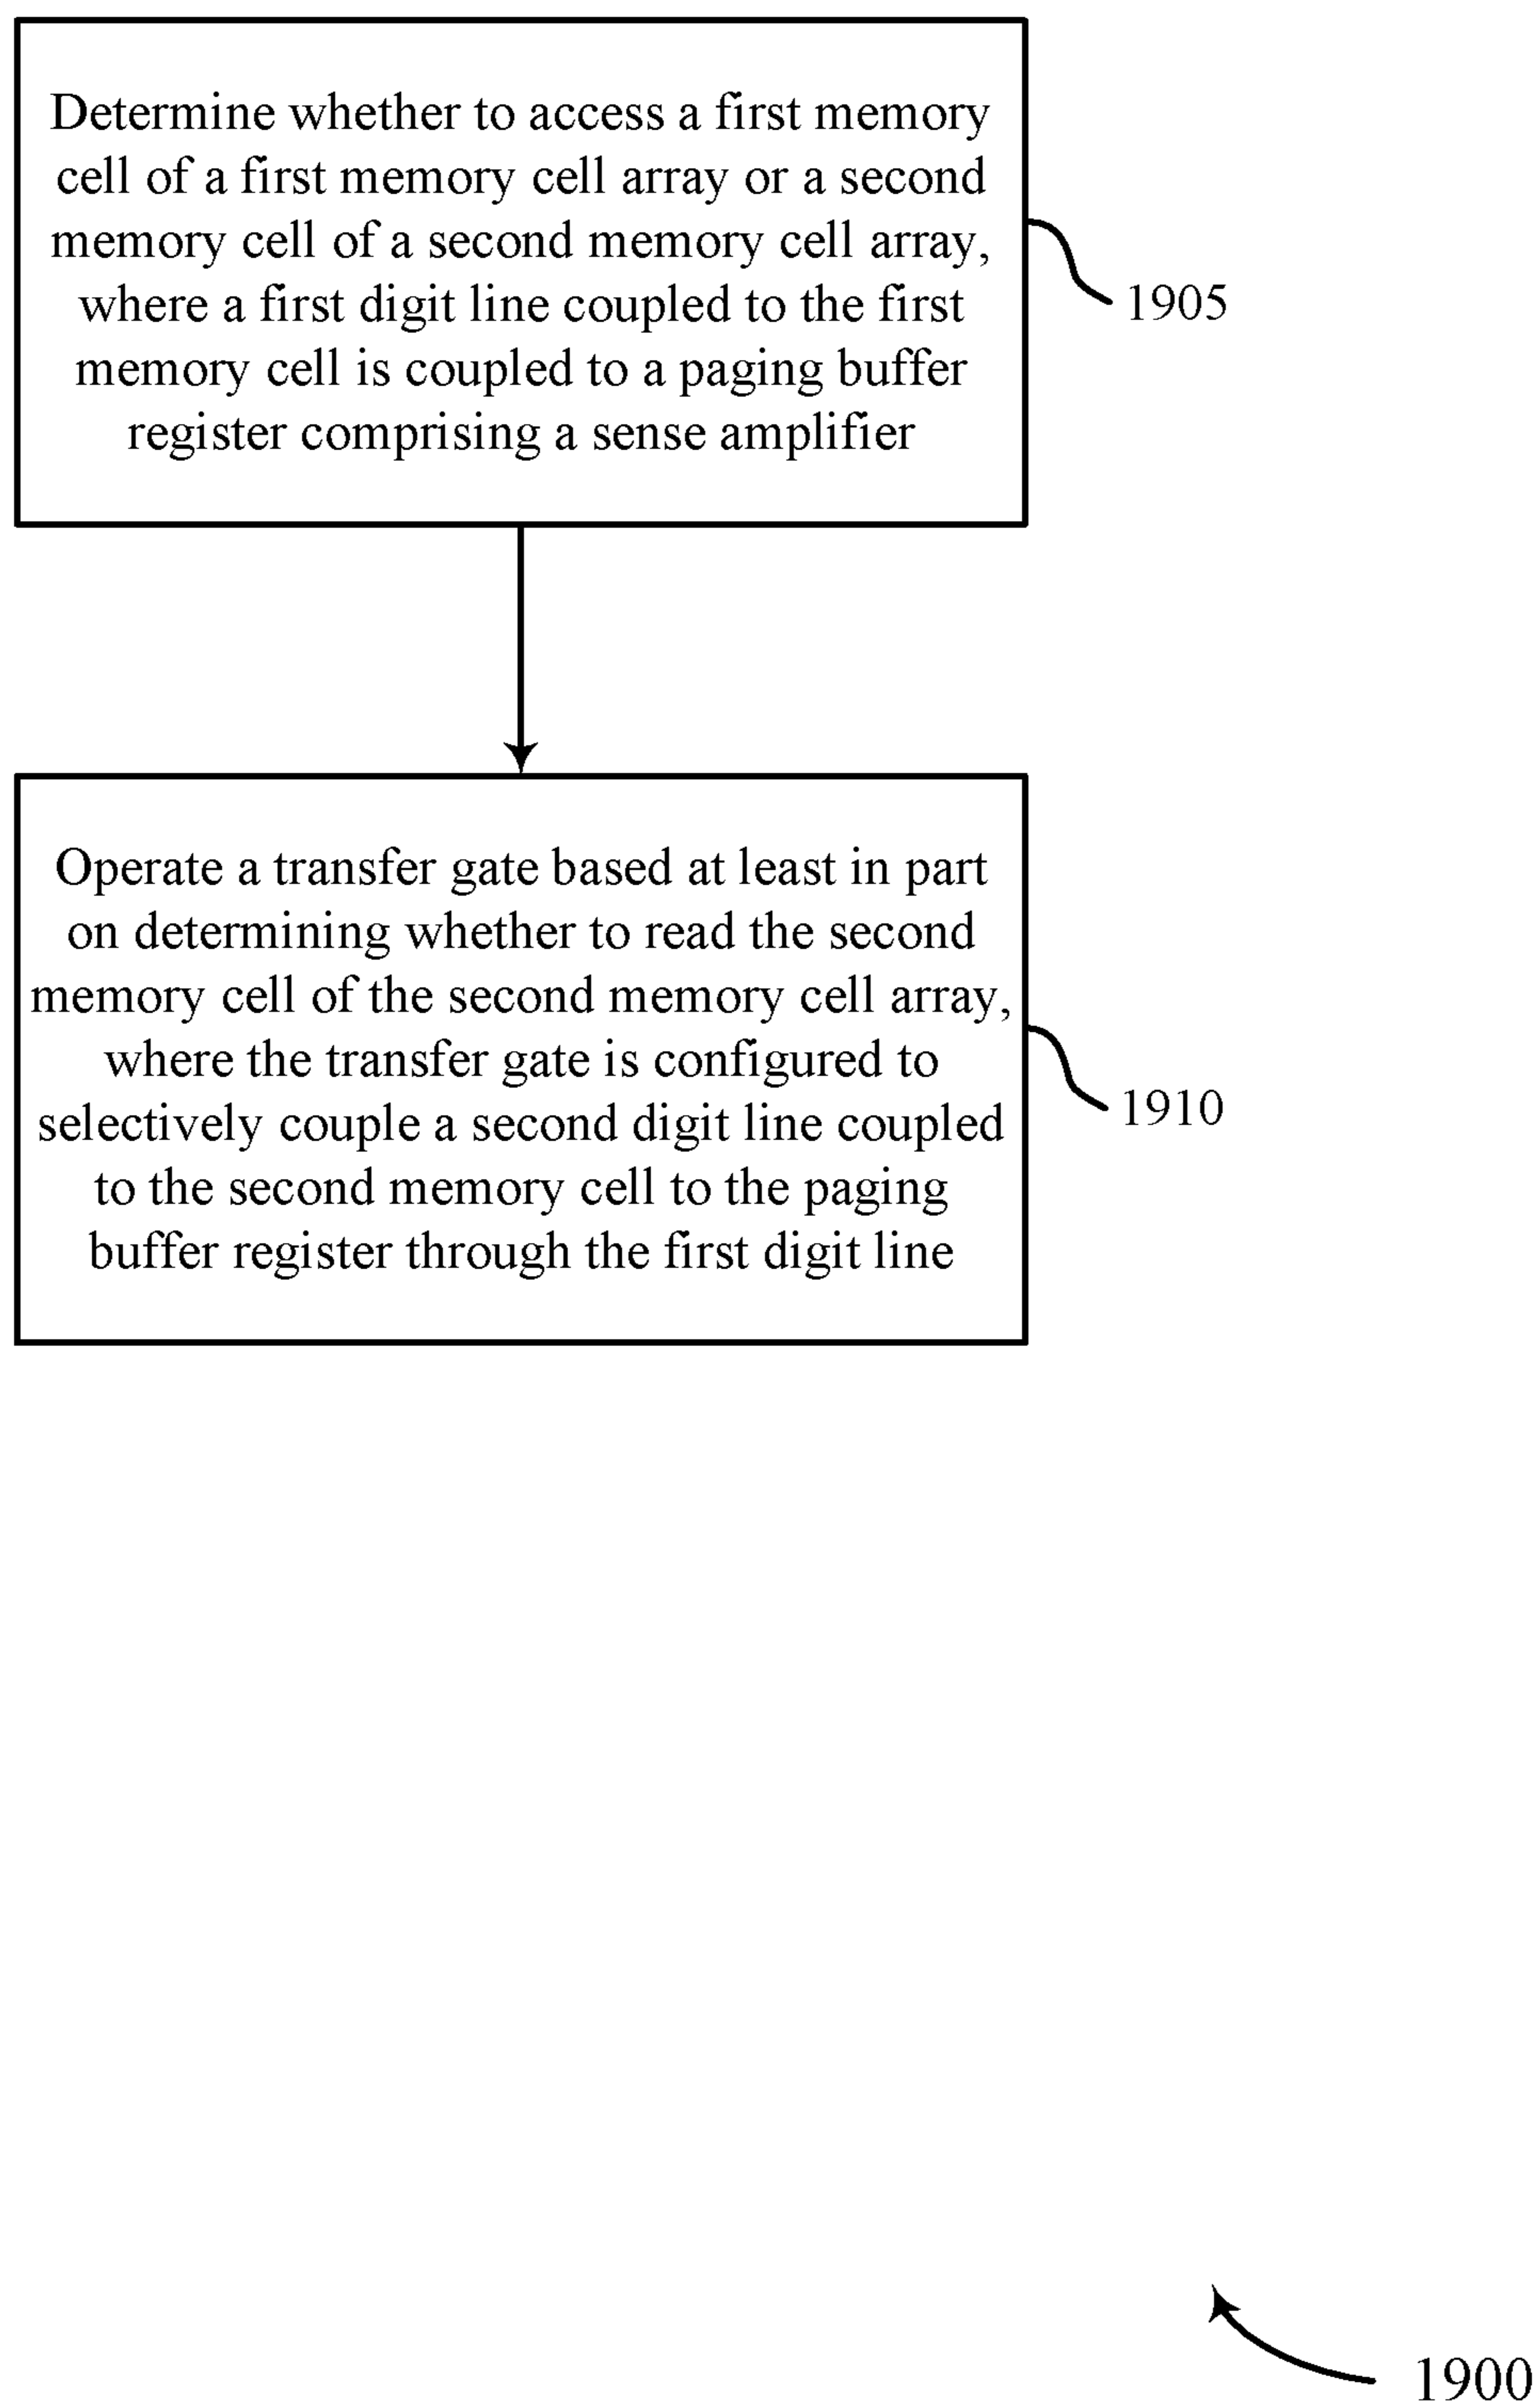 Determine whether to access a first memory
cell of a first memory cell array or a second
memory cell of a second memory cell array,
where a first digit line coupled to the first
memory cell is coupled to a paging buffer
register comprising a sense amplifier
1905
Operate a transfer gate based at least in part
on determining whether to read the second
memory cell of the second memory cell array,
where the transfer gate is configured to
selectively couple a second digit line coupled
to the second memory cell to the paging
buffer register through the first digit line
1910
1900